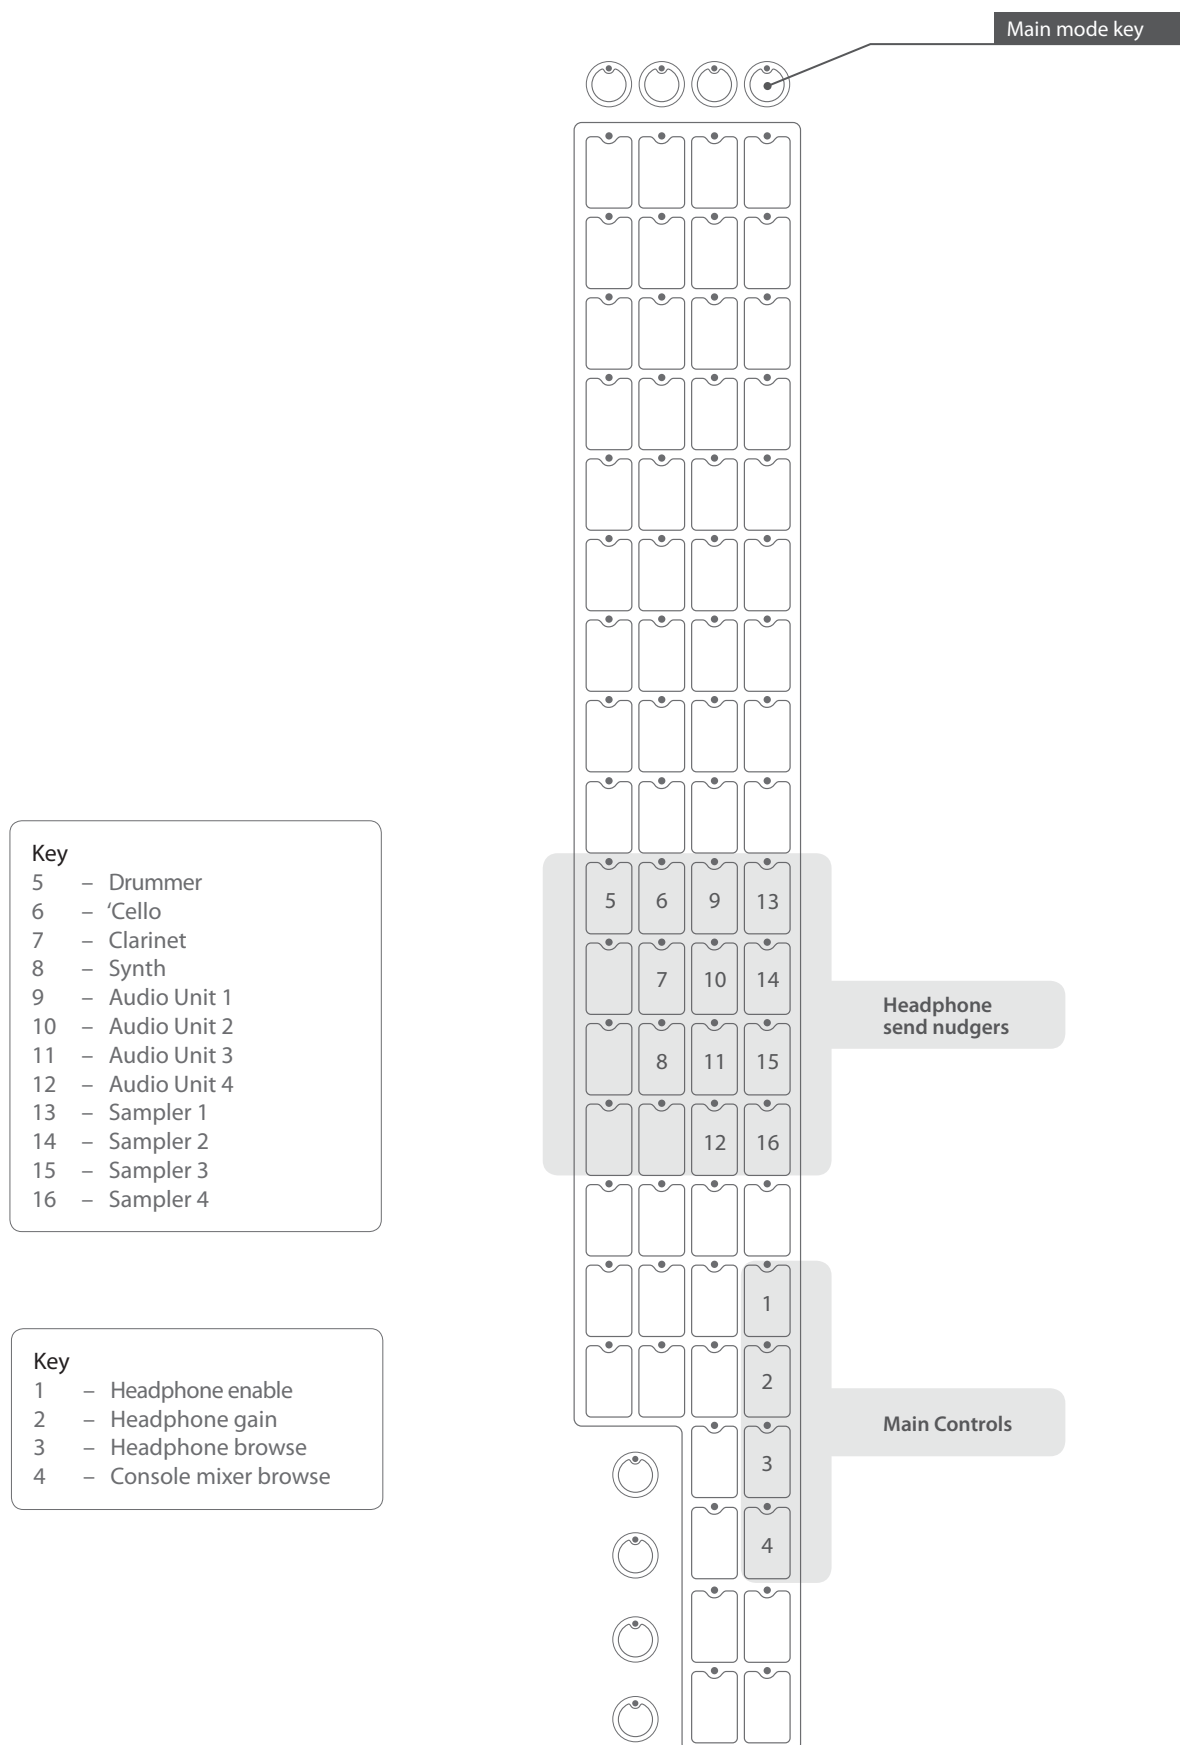 Main mode key
Key
5 – Drummer
6 – ‘Cello
7 – Clarinet
8 – Synth
9 – Audio Unit 1
10 – Audio Unit 2
11 – Audio Unit 3
12 – Audio Unit 4
13 – Sampler 1
14 – Sampler 2
15 – Sampler 3
16 – Sampler 4
5 6 9 13
7 10 14
8 11 15
12 16
Headphone
send nudgers
Key
1 – Headphone enable
2 – Headphone gain
3 – Headphone browse
4 – Console mixer browse
1
2
3
4
Main Controls